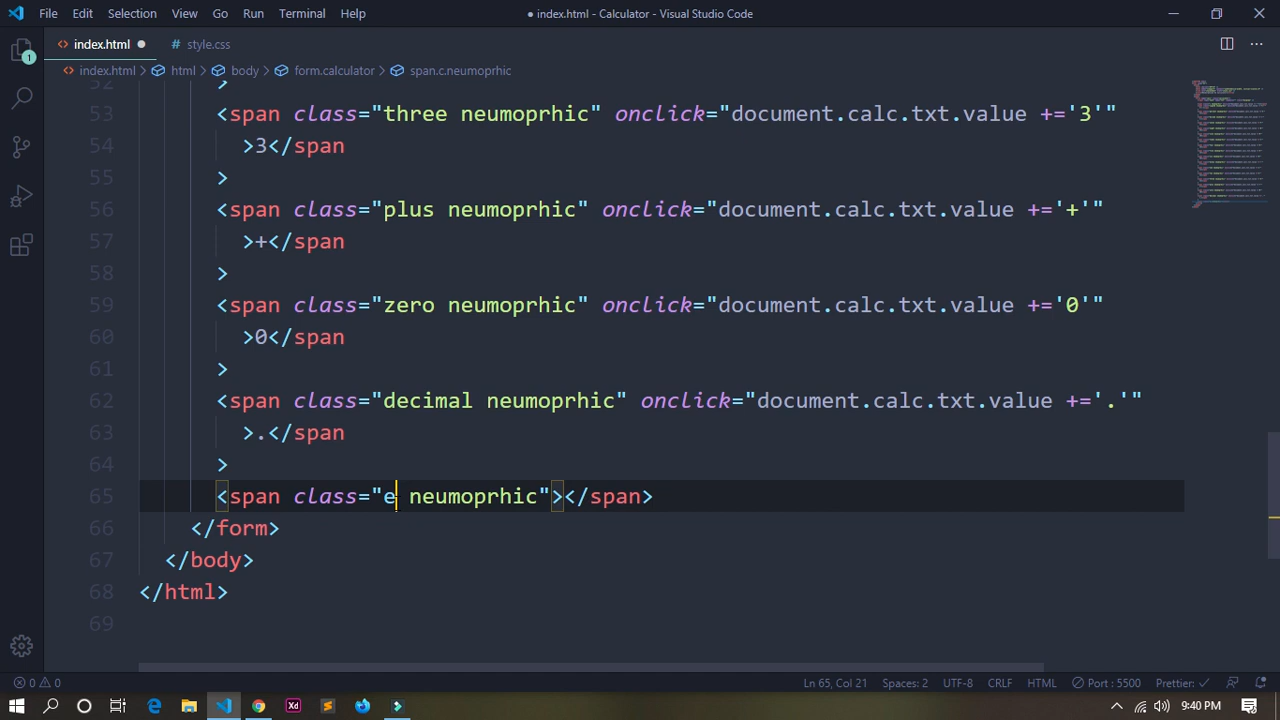 File Edit Selection View Go Run Terminal Help
● index.html - Calculator - Visual Studio Code
<> index.html ●
# style.css
<> index.html > html > body > form.calculator > span.c.neumoprhic
52 >
53 <span class="three neumoprhic" onclick="document.calc.txt.value +='3'"
54 >3</span
55 >
56 <span class="plus neumoprhic" onclick="document.calc.txt.value +='+'"
57 >+</span
58 >
59 <span class="zero neumoprhic" onclick="document.calc.txt.value +='0'"
60 >0</span
61 >
62 <span class="decimal neumoprhic" onclick="document.calc.txt.value +='.'"
63 >.</span
64 >
65 <span class="e neumoprhic"></span>
66 </form>
67 </body>
68 </html>
69
1
0 0
Ln 65, Col 21 Spaces: 2 UTF-8 CRLF HTML Port : 5500 Prettier: ✓
Xd
9:40 PM